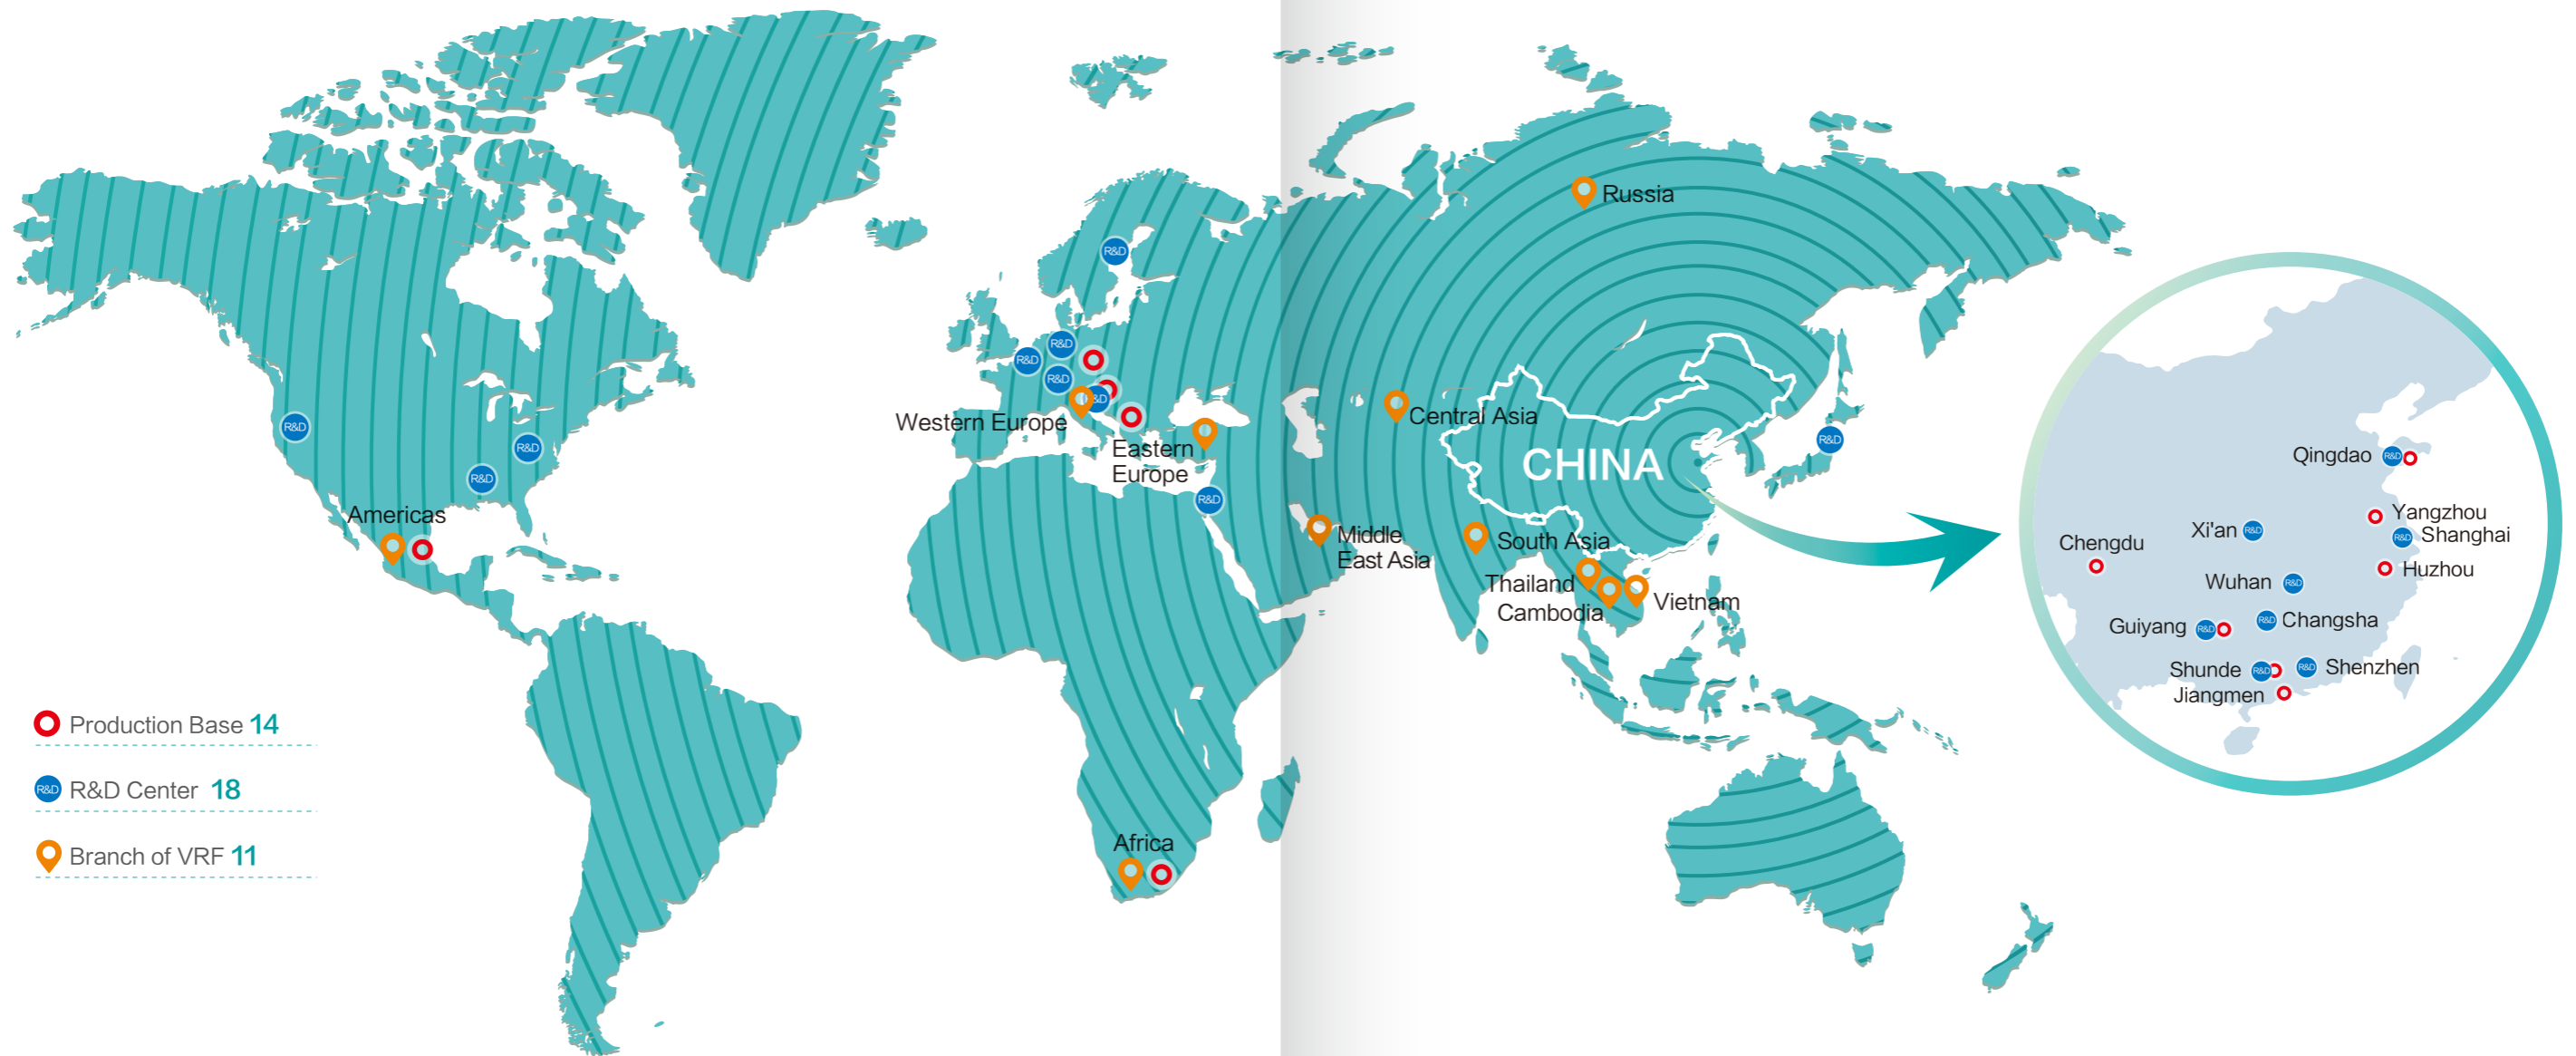 Russia
R&D
R&D
R&D
R&D
R&D
Western Europe
Eastern
Europe
Central Asia
CHINA
R&D
R&D
R&D
R&D
R&D
Americas
Middle
East Asia
South Asia
Thailand
Cambodia
Vietnam
Africa
Qingdao R&D
Yangzhou
Xi'an R&D
R&D Shanghai
Chengdu
Huzhou
Wuhan R&D
R&D Changsha
Guiyang R&D
Shunde R&D
R&D Shenzhen
Jiangmen
Production Base 14
R&D R&D Center 18
Branch of VRF 11